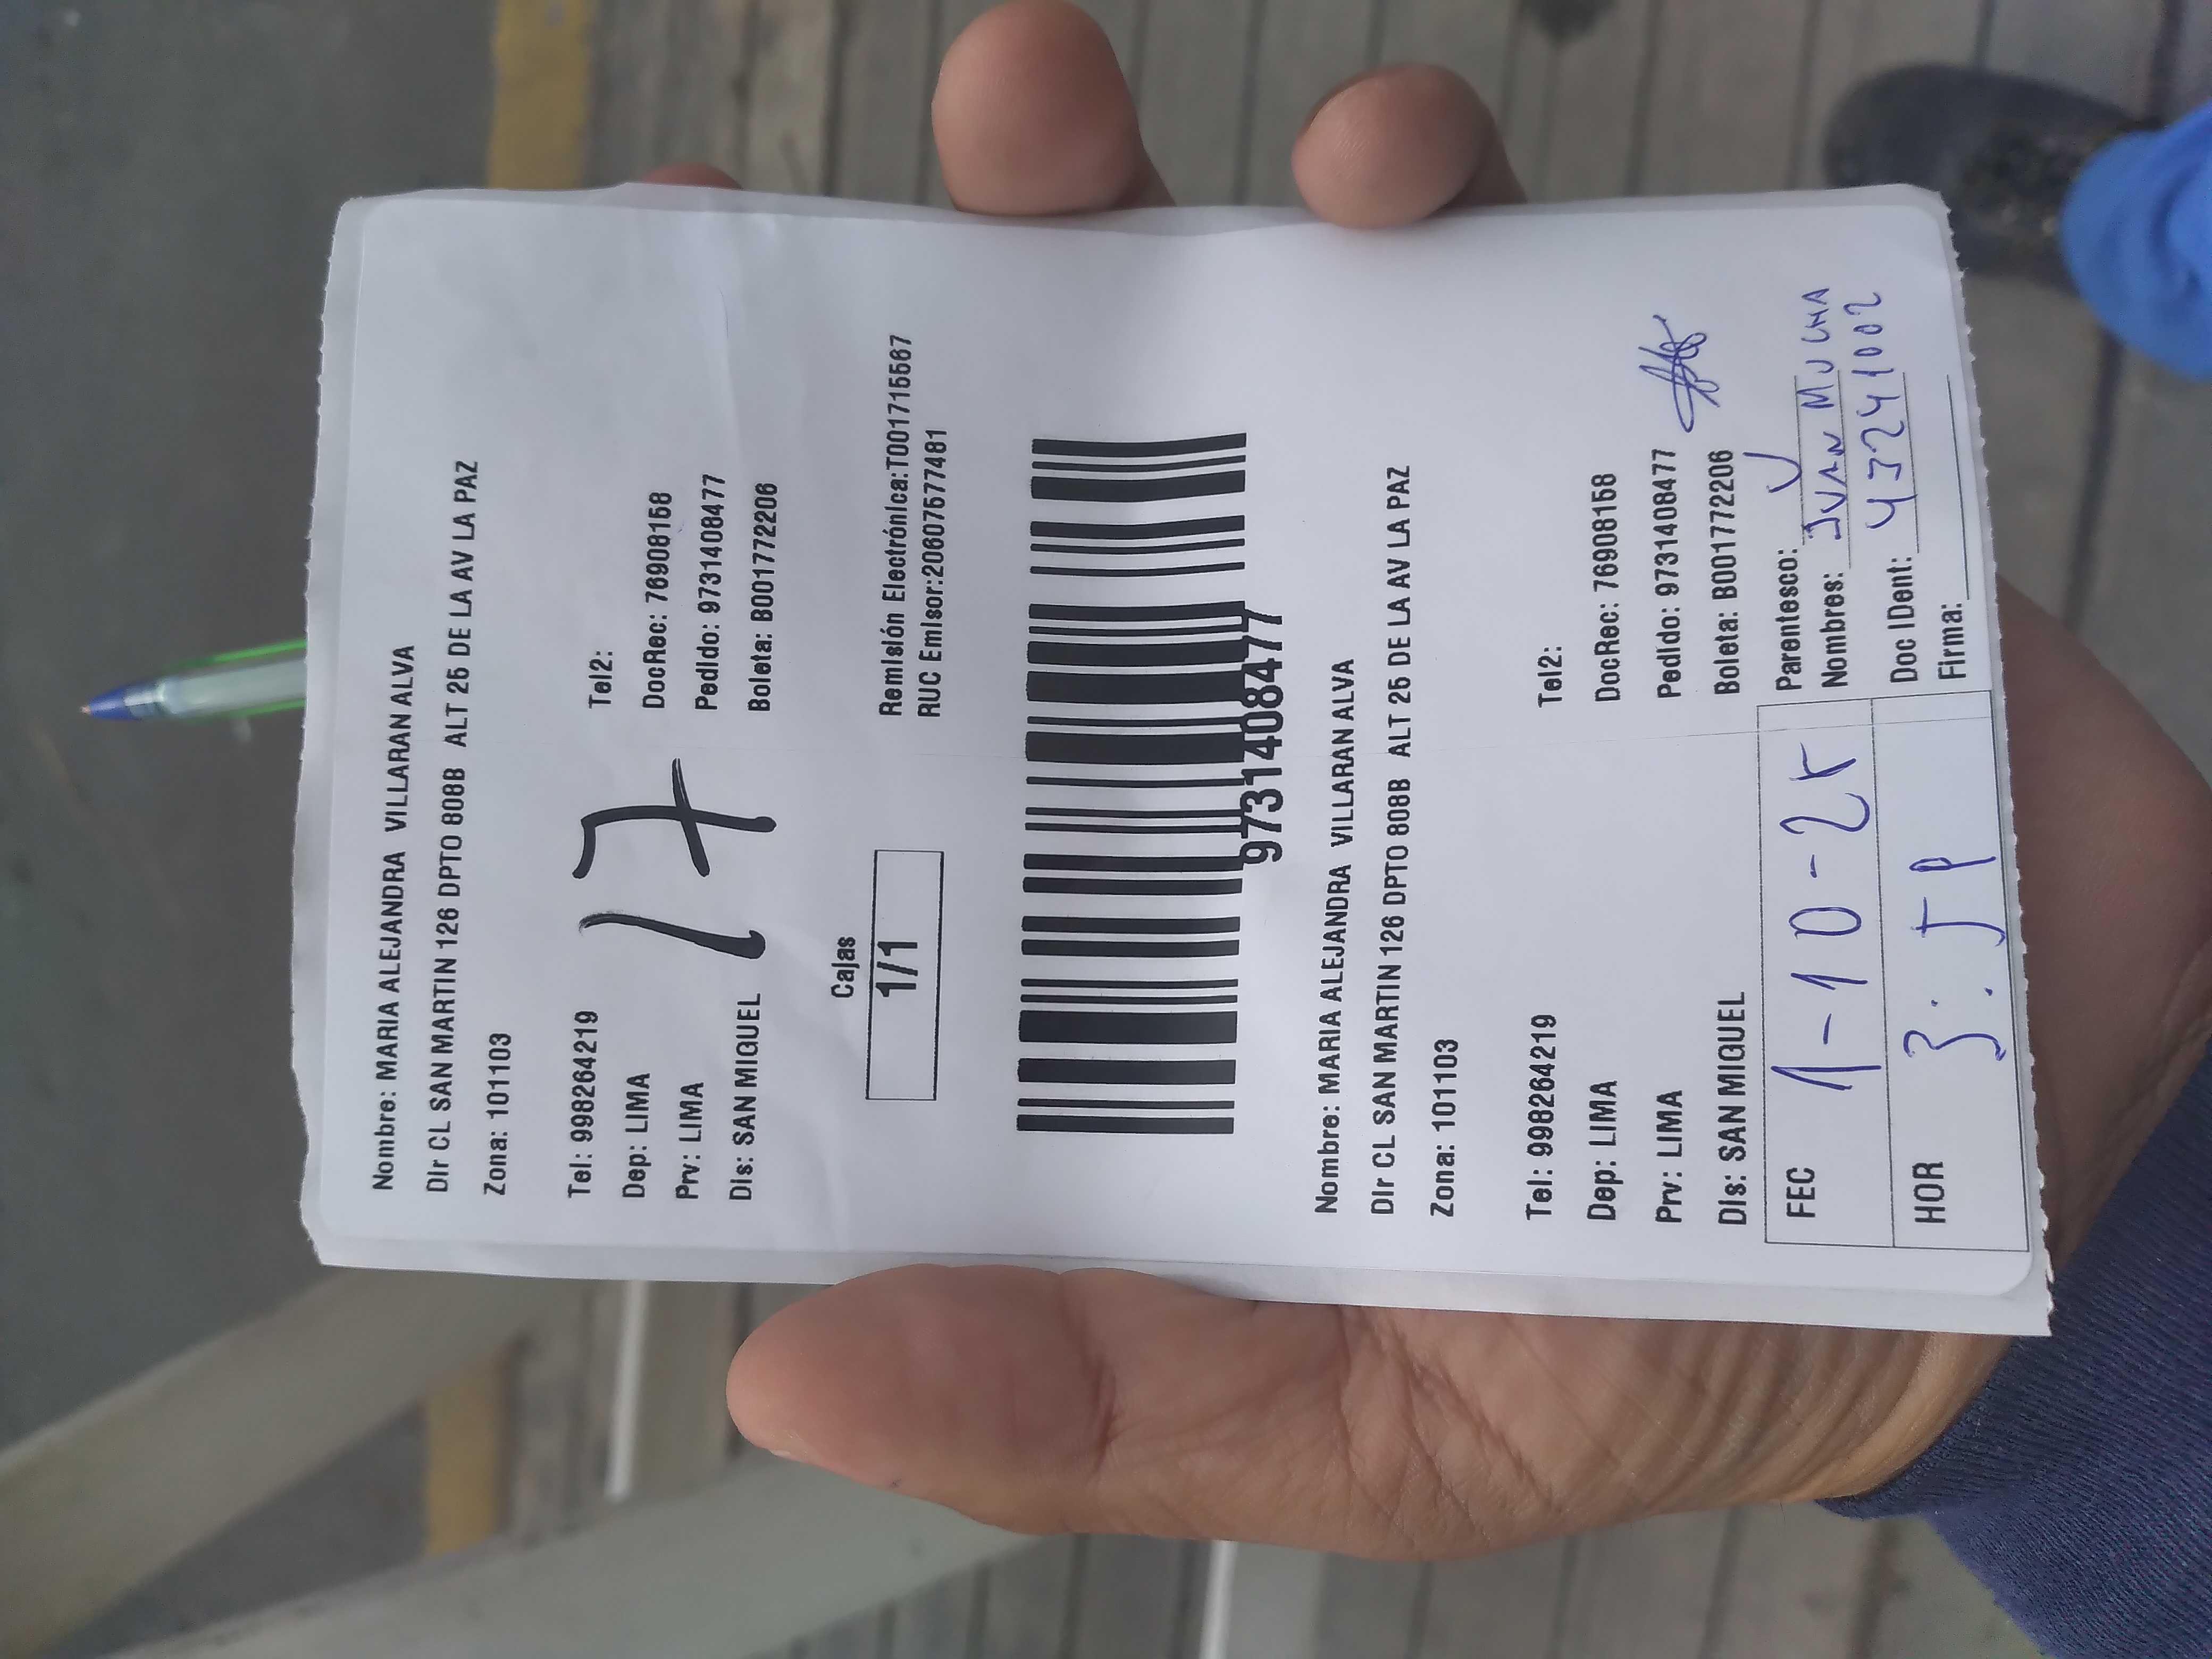 Nombre: MARIA ALEJANDRA VILLARAN ALVA
Dir CL SAN MARTIN 126 DPTO 808B ALT 25 DE LA AV LA PAZ
Zona: 101103
Tel: 998264219 Tel2:
Dep: LIMA DocRec: 76908158
Prv: LIMA Pedido: 9731408477
Dis: SAN MIGUEL Boleta: B001772206
17
Cajas
1/1
Remisión Electrónica:T001715567
RUC Emisor:20607577481
9731408477
Nombre: MARIA ALEJANDRA VILLARAN ALVA
Dir CL SAN MARTIN 126 DPTO 808B ALT 25 DE LA AV LA PAZ
Zona: 101103
Tel: 998264219 Tel2:
Dep: LIMA DocRec: 76908158
Prv: LIMA Pedido: 9731408477
Dis: SAN MIGUEL Boleta: B001772206
FEC 1-10-25 Parentesco:
Nombres: JUAN MUCHA
HOR 3:5 P Doc IDent: 43241002
Firma: